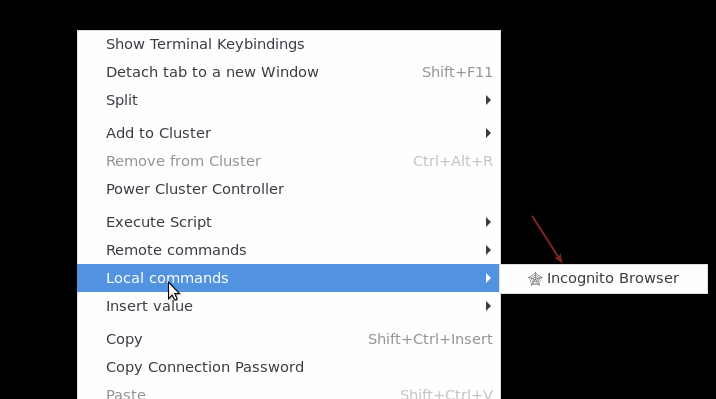 Show Terminal Keybindings
Detach tab to a new Window Shift+F11
Split
Add to Cluster
Remove from Cluster Ctrl+Alt+R
Power Cluster Controller
Execute Script
Remote commands
Local commands
Incognito Browser
Insert value
Copy Shift+Ctrl+Insert
Copy Connection Password
Paste Shift+Ctrl+V